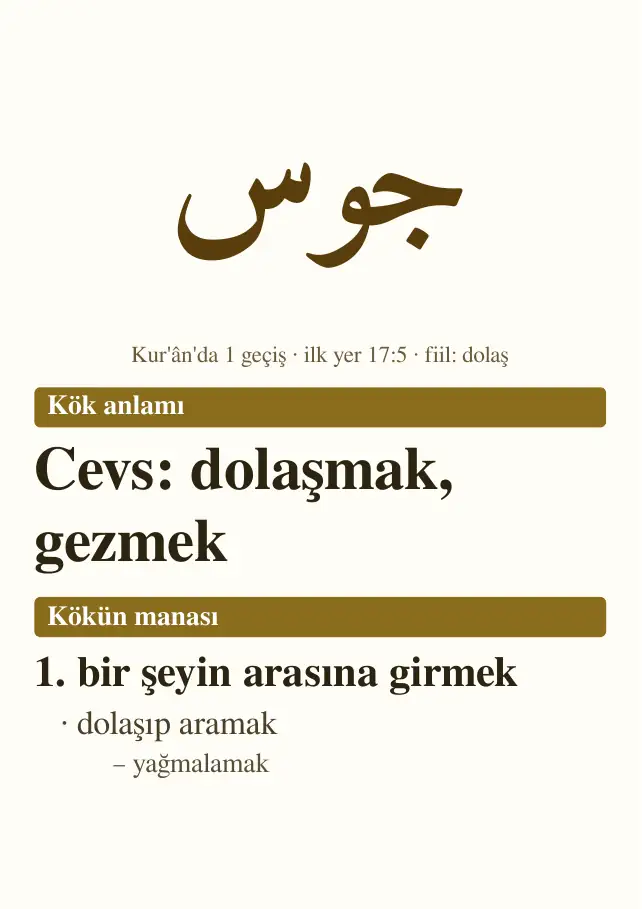 جوس
Kur'ân'da 1 geçiş · ilk yer 17:5 · fiil: dolaş
Kök anlamı
Cevs: dolaşmak,
gezmek
Kökün manası
1. bir şeyin arasına girmek
· dolaşıp aramak
– yağmalamak